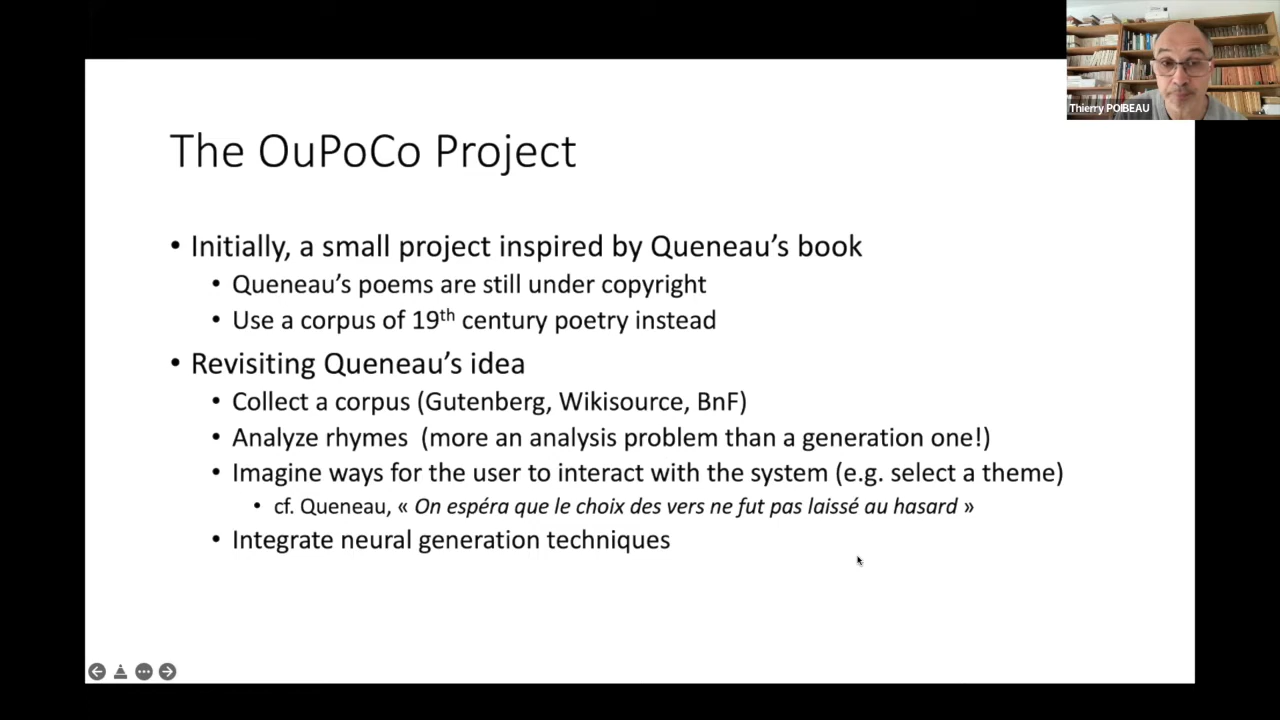 Thierry POIBEAU
The OuPoCo Project
• Initially, a small project inspired by Queneau's book
• Queneau's poems are still under copyright
• Use a corpus of 19th century poetry instead
• Revisiting Queneau's idea
• Collect a corpus (Gutenberg, Wikisource, BnF)
• Analyze rhymes (more an analysis problem than a generation one!)
• Imagine ways for the user to interact with the system (e.g. select a theme)
• cf. Queneau, « On espéra que le choix des vers ne fut pas laissé au hasard »
• Integrate neural generation techniques